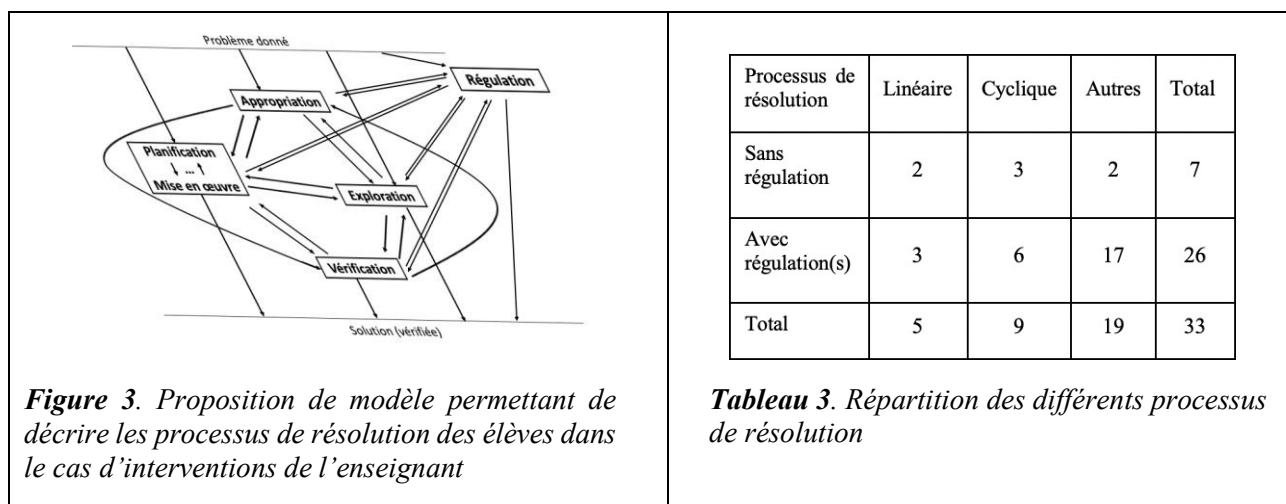 Problème donné
Régulation
Appropriation
Planification
...
Mise en œuvre
Exploration
Vérification
Solution (vérifiée)
Figure 3. Proposition de modèle permettant de
décrire les processus de résolution des élèves dans
le cas d’interventions de l’enseignant
Processus de
résolution
Linéaire
Cyclique
Autres
Total
Sans
régulation
2
3
2
7
Avec
régulation(s)
3
6
17
26
Total
5
9
19
33
Tableau 3. Répartition des différents processus
de résolution